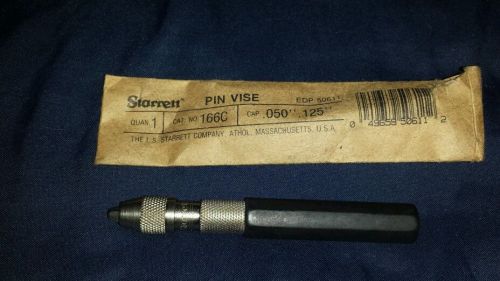 Starrett PIN VISE EDP 50611
QUAN. 1 CAT. NO. 166C CAP. .050"-.125"
THE L. S. STARRETT COMPANY, ATHOL, MASSACHUSETTS, U.S.A.
0 49659 50611 2